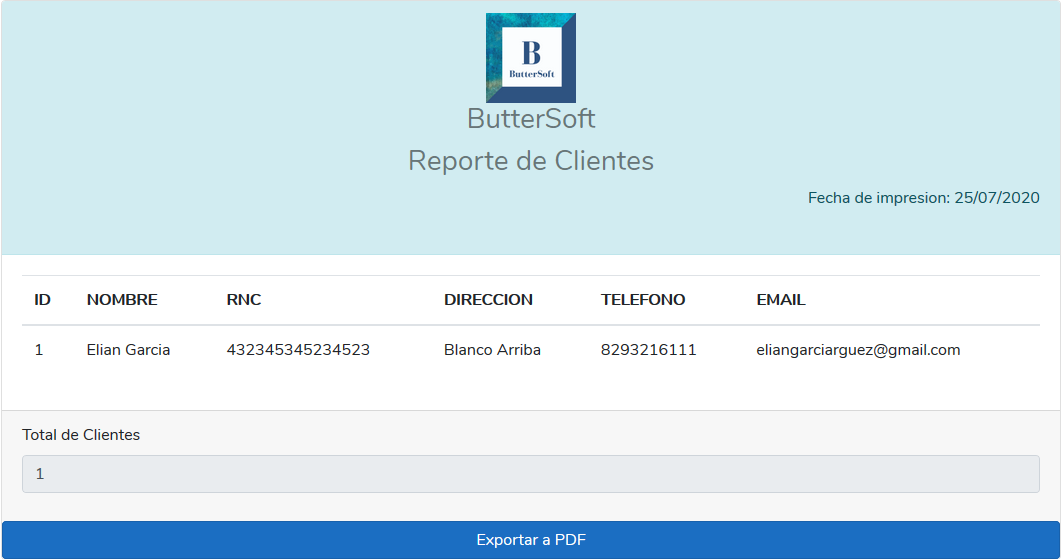 B
ButterSoft
ButterSoft
Reporte de Clientes
Fecha de impresion: 25/07/2020
ID NOMBRE RNC DIRECCION TELEFONO EMAIL
1 Elian Garcia 432345345234523 Blanco Arriba 8293216111 eliangarciarguez@gmail.com
Total de Clientes
1
Exportar a PDF